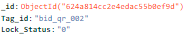 _id: ObjectId("624a814cc2e4edac55b0ef9d")
Tag_id: "bid_qr_002"
Lock_Status: "0"